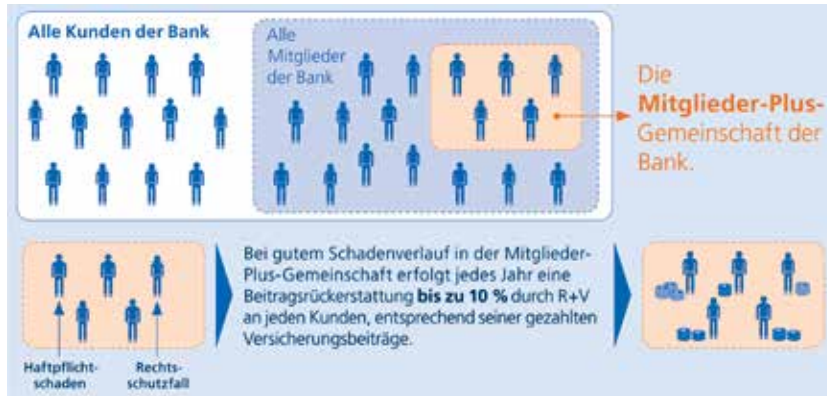 Alle Kunden der Bank
Alle
Mitglieder
der Bank
Die
Mitglieder-Plus-
Gemeinschaft der
Bank.
Bei gutem Schadenverlauf in der Mitglieder-
Plus-Gemeinschaft erfolgt jedes Jahr eine
Beitragsrückerstattung bis zu 10 % durch R+V
an jeden Kunden, entsprechend seiner gezahlten
Versicherungsbeiträge.
Haftpflicht-
schaden
Rechts-
schutzfall